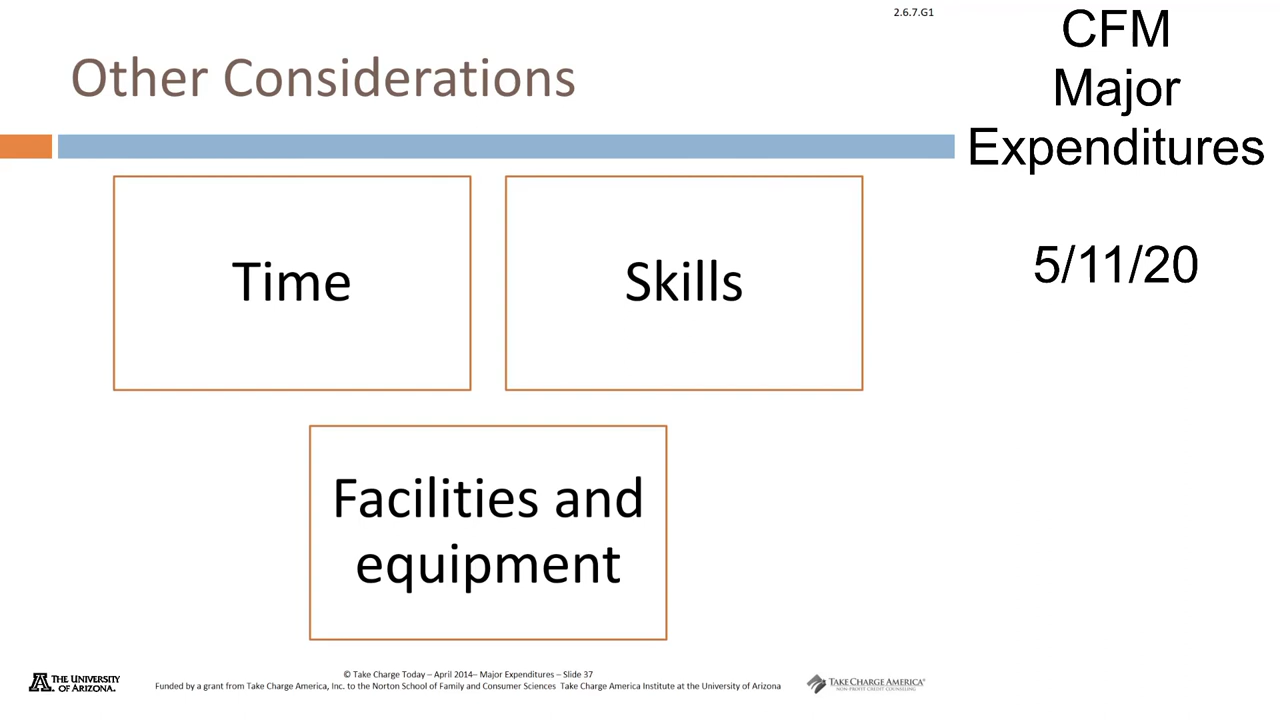 2.6.7.G1
Other Considerations
CFM
Major
Expenditures
5/11/20
Time
Skills
Facilities and
equipment
THE UNIVERSITY
OF ARIZONA.
© Take Charge Today – April 2014– Major Expenditures – Slide 37
Funded by a grant from Take Charge America, Inc. to the Norton School of Family and Consumer Sciences Take Charge America Institute at the University of Arizona
TAKE CHARGE AMERICA®
NON-PROFIT CREDIT COUNSELING